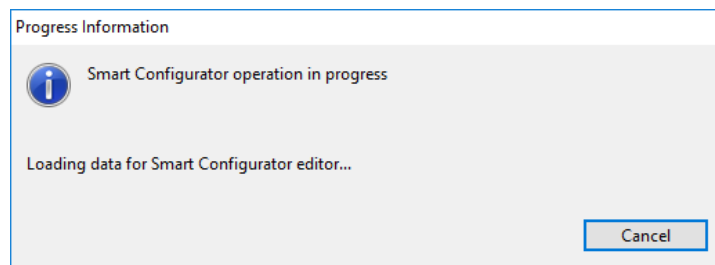 Progress Information
Smart Configurator operation in progress
Loading data for Smart Configurator editor...
Cancel